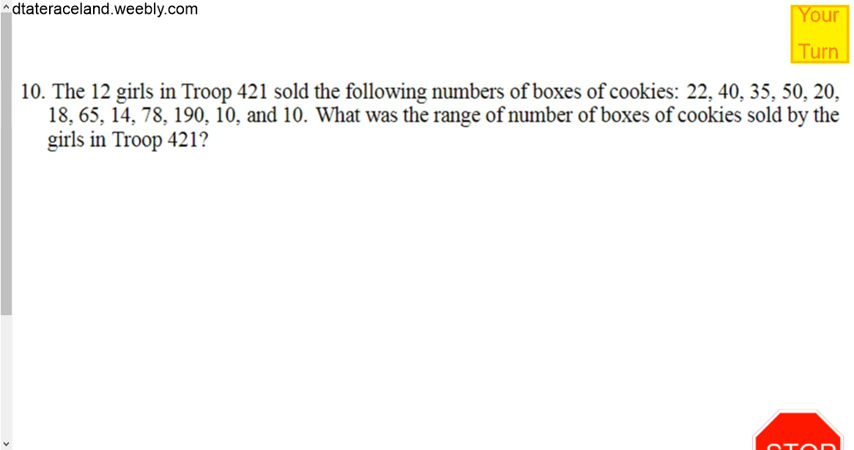 dtateraceland.weebly.com
Your
Turn
10. The 12 girls in Troop 421 sold the following numbers of boxes of cookies: 22, 40, 35, 50, 20,
18, 65, 14, 78, 190, 10, and 10. What was the range of number of boxes of cookies sold by the
girls in Troop 421?
STOP